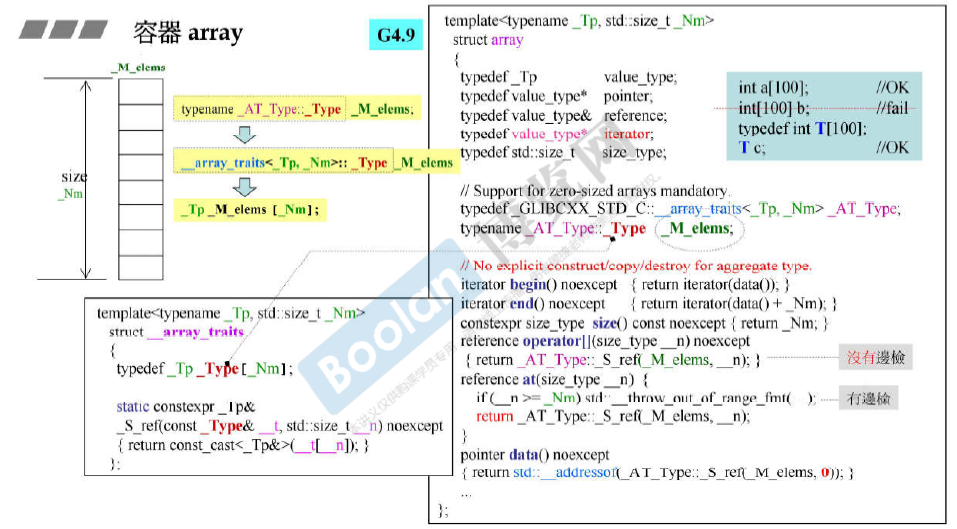 容器 array
G4.9
_M_elems
size
_Nm
typename _AT_Type::_Type _M_elems;
__array_traits<_Tp, _Nm>:: _Type _M_elems
_Tp _M_elems [_Nm];
template<typename _Tp, std::size_t _Nm>
struct __array_traits
{
typedef _Tp _Type[_Nm];
static constexpr _Tp&
_S_ref(const _Type& __t, std::size_t __n) noexcept
{ return const_cast<_Tp&>(__t[__n]); }
};
template<typename _Tp, std::size_t _Nm>
struct array
{
typedef _Tp value_type;
typedef value_type* pointer;
typedef value_type& reference;
typedef value_type* iterator;
typedef std::size_t size_type;
// Support for zero-sized arrays mandatory.
typedef _GLIBCXX_STD_C::__array_traits<_Tp, _Nm> _AT_Type;
typename _AT_Type::_Type _M_elems;
// No explicit construct/copy/destroy for aggregate type.
iterator begin() noexcept { return iterator(data()); }
iterator end() noexcept { return iterator(data() + _Nm); }
constexpr size_type size() const noexcept { return _Nm; }
reference operator[](size_type __n) noexcept
{ return _AT_Type::_S_ref(_M_elems, __n); }
沒有邊檢
reference at(size_type __n) {
if (__n >= _Nm) std::__throw_out_of_range_fmt( );
有邊檢
return _AT_Type::_S_ref(_M_elems, __n);
}
pointer data() noexcept
{ return std::__addressof(_AT_Type::_S_ref(_M_elems, 0)); }
...
};
int a[100]; //OK
int[100] b; //fail
typedef int T[100];
T c; //OK
Boolan 博览网